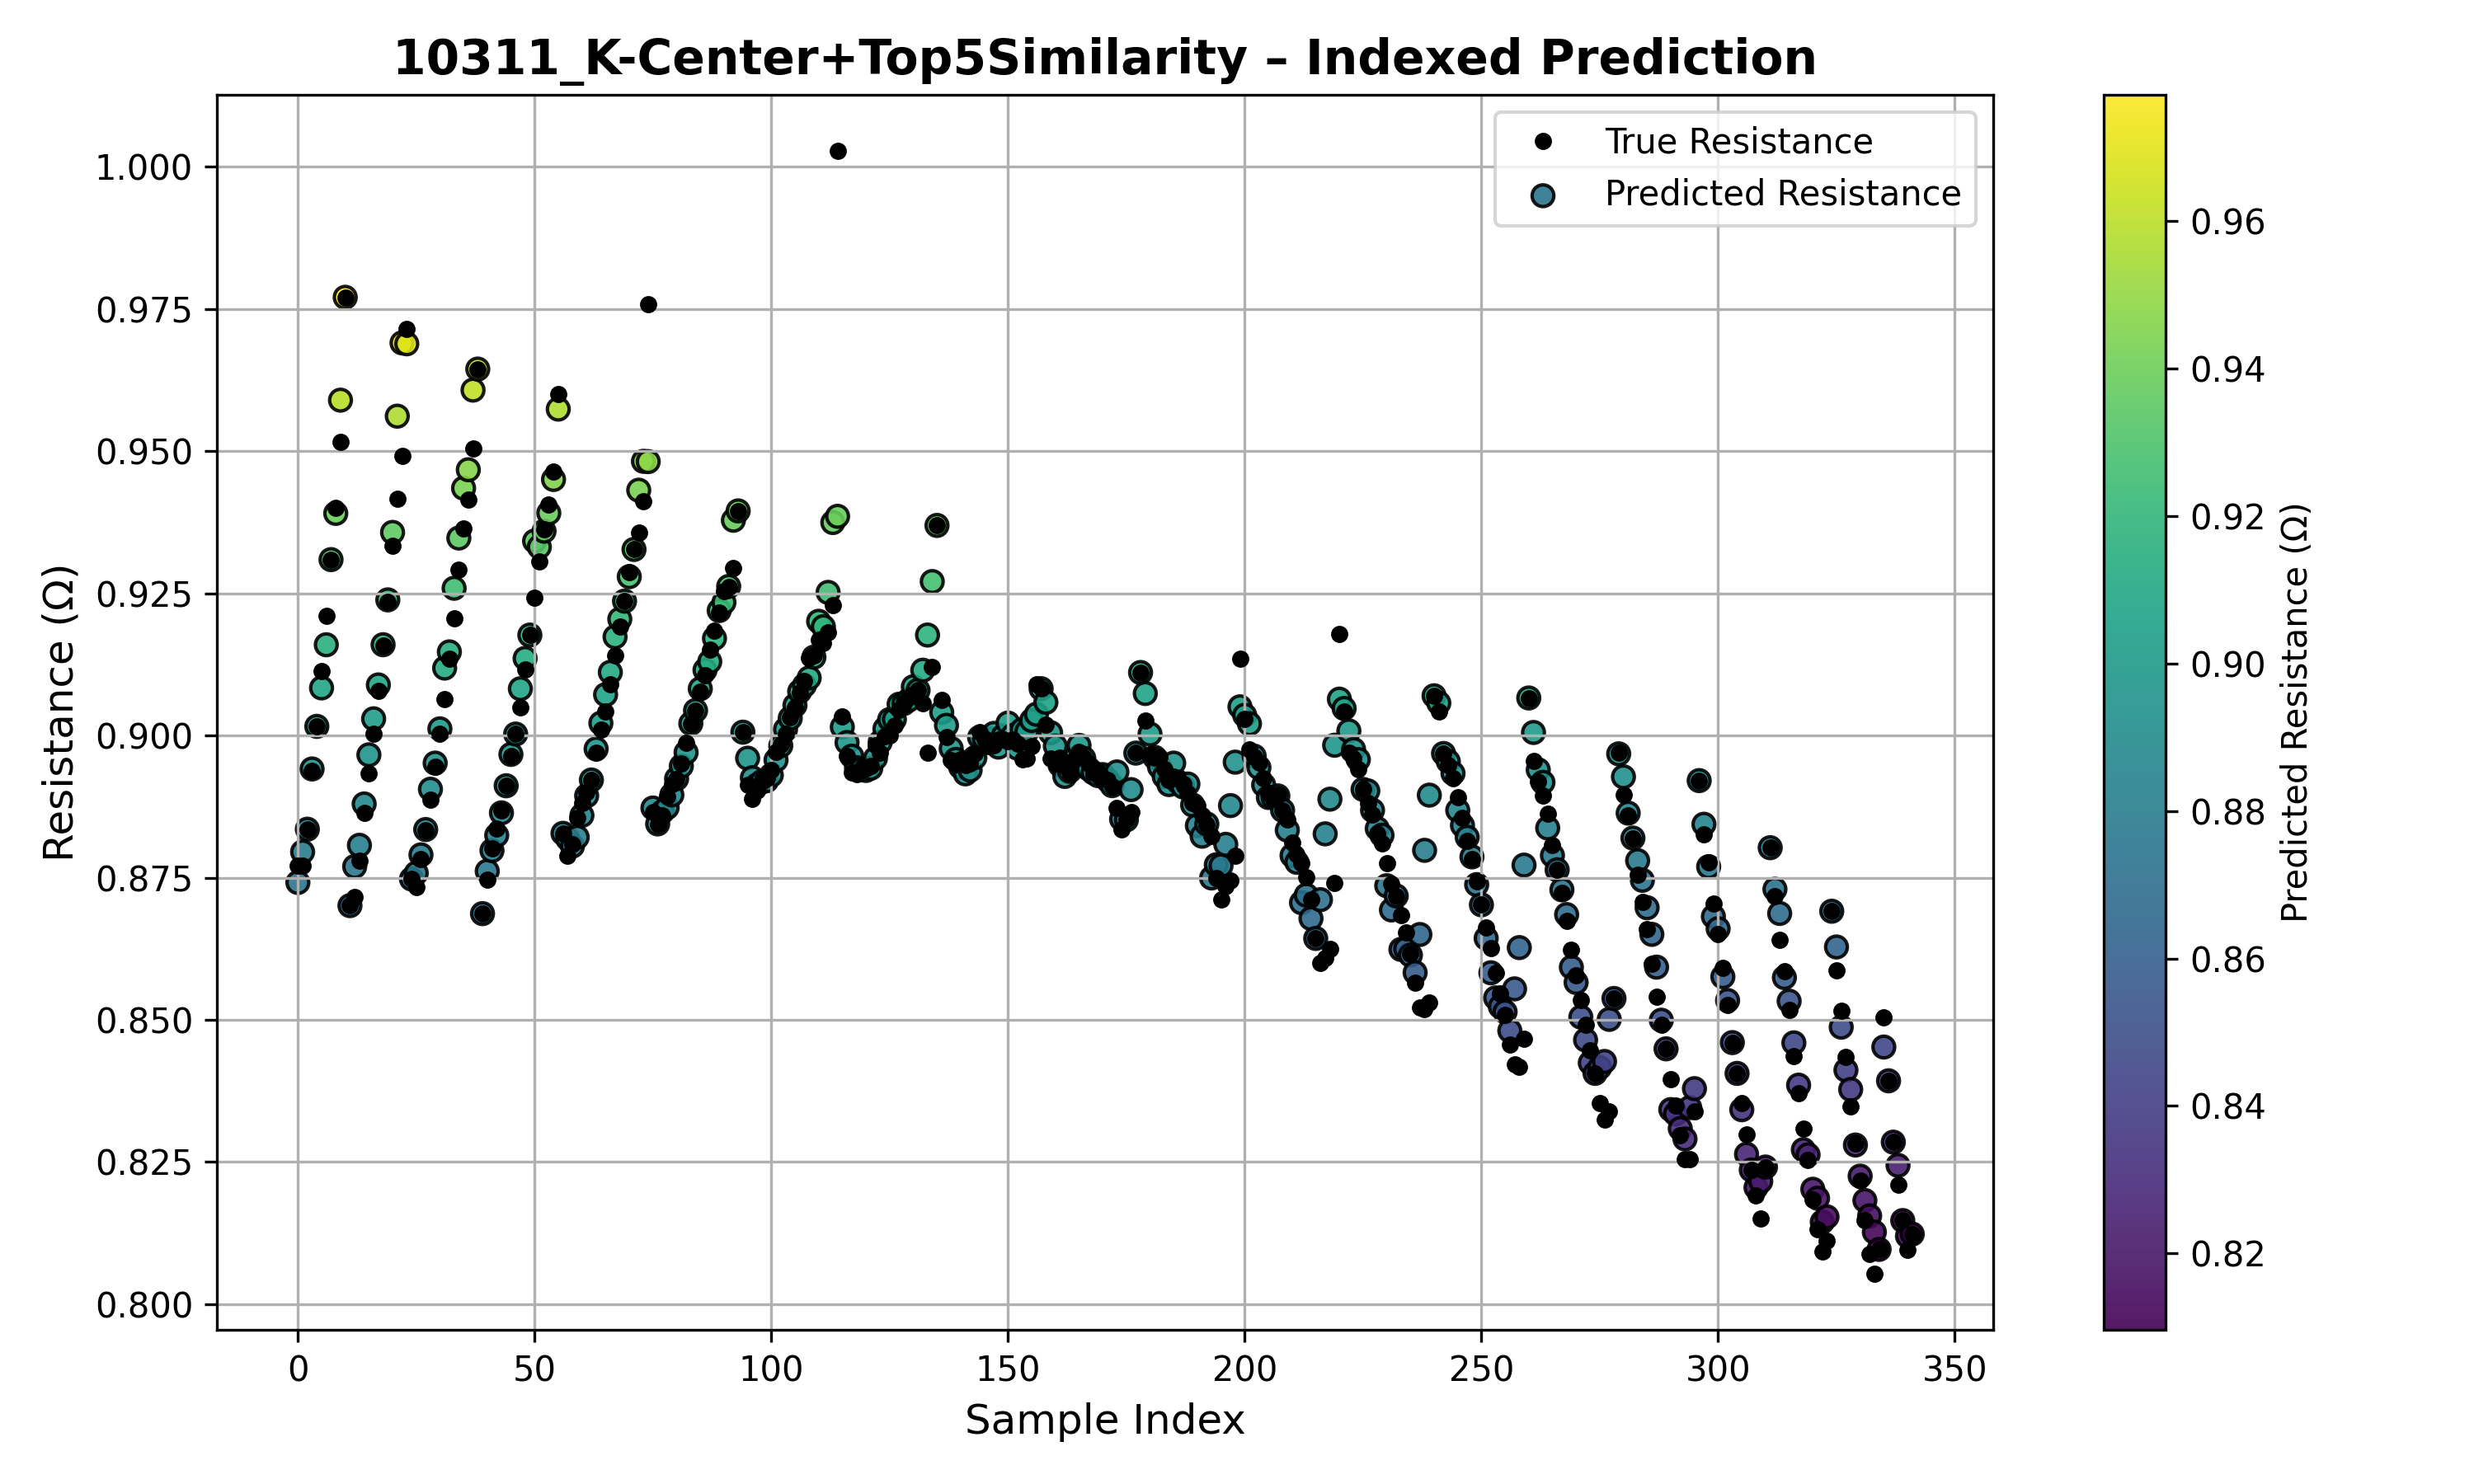 10311_K-Center+Top5Similarity – Indexed Prediction
True Resistance
Predicted Resistance
Resistance (Ω)
1.000
0.975
0.950
0.925
0.900
0.875
0.850
0.825
0.800
0 50 100 150 200 250 300 350
Sample Index
0.96
0.94
0.92
0.90
0.88
0.86
0.84
0.82
Predicted Resistance (Ω)